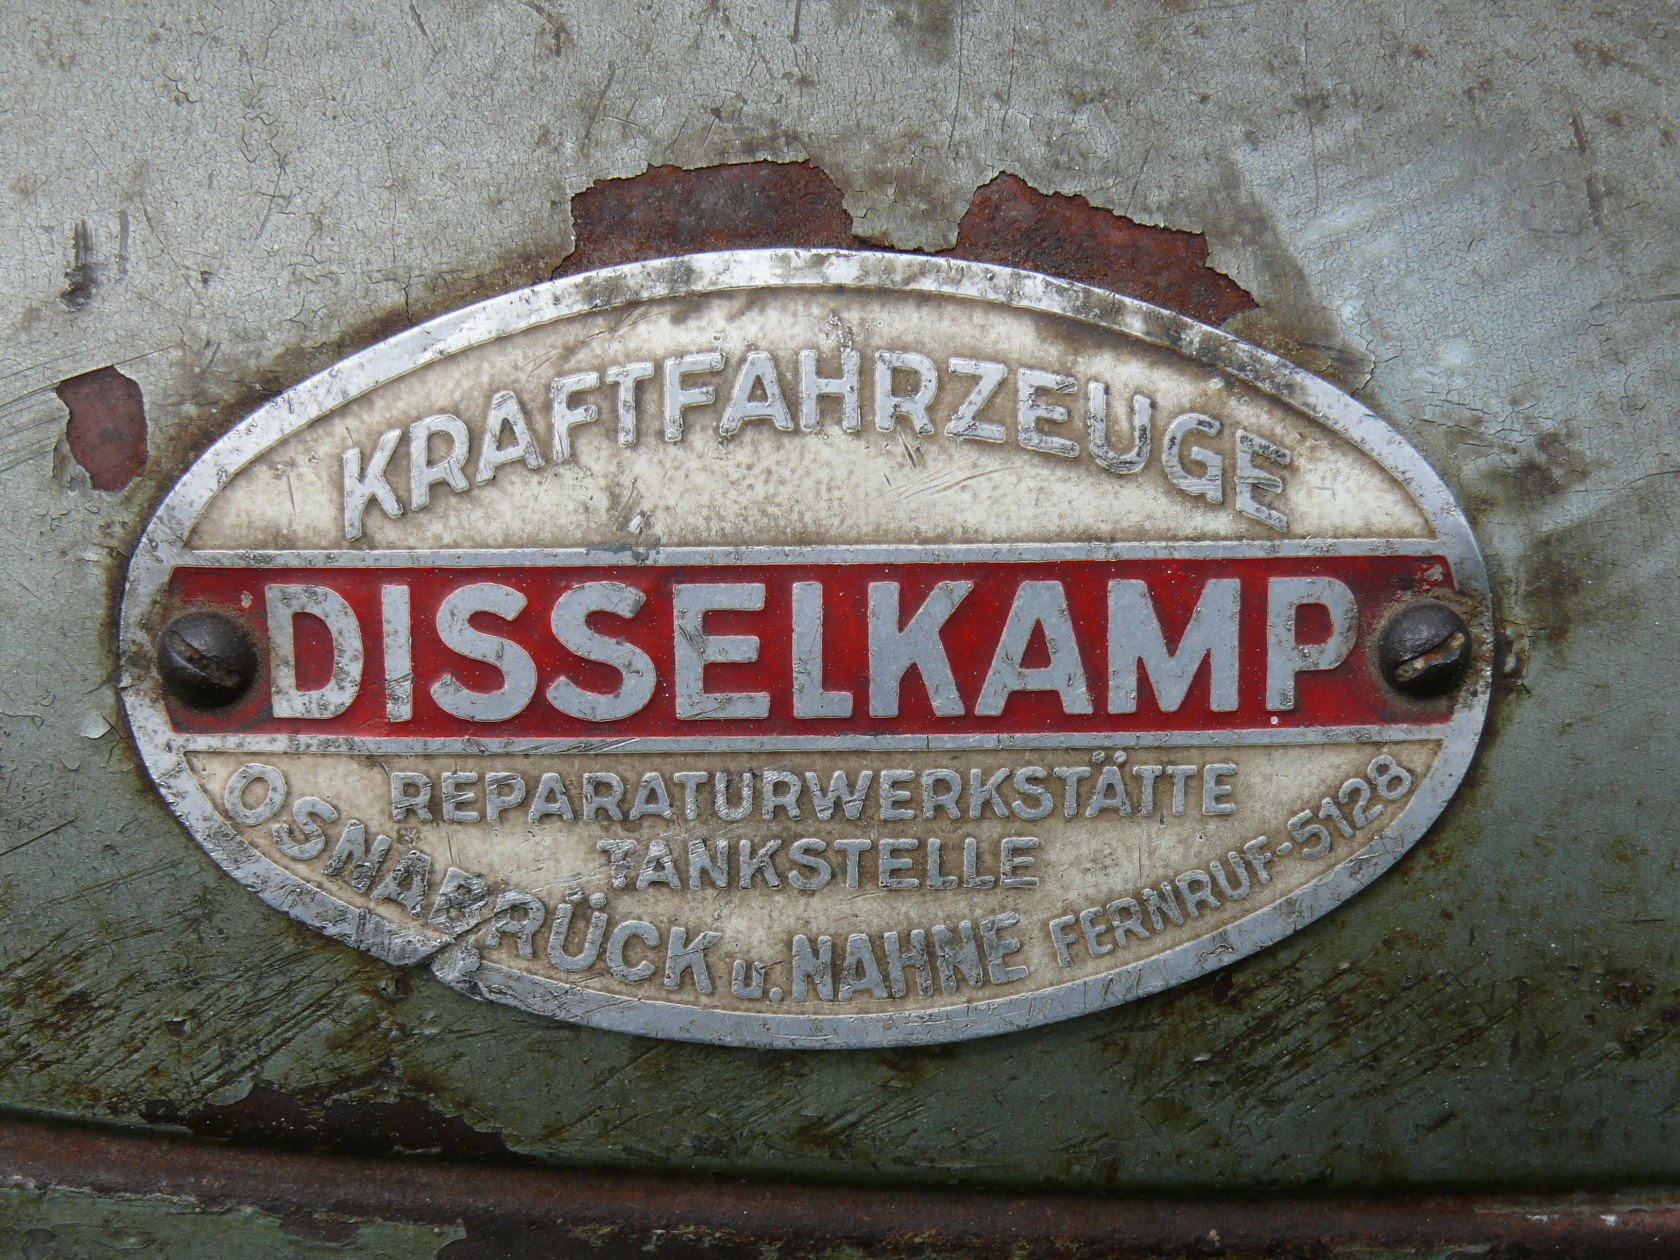 KRAFTFAHRZEUGE
DISSELKAMP
REPARATURWERKSTÄTTE
TANKSTELLE
OSNABRÜCK u. NAHNE FERNRUF-5128